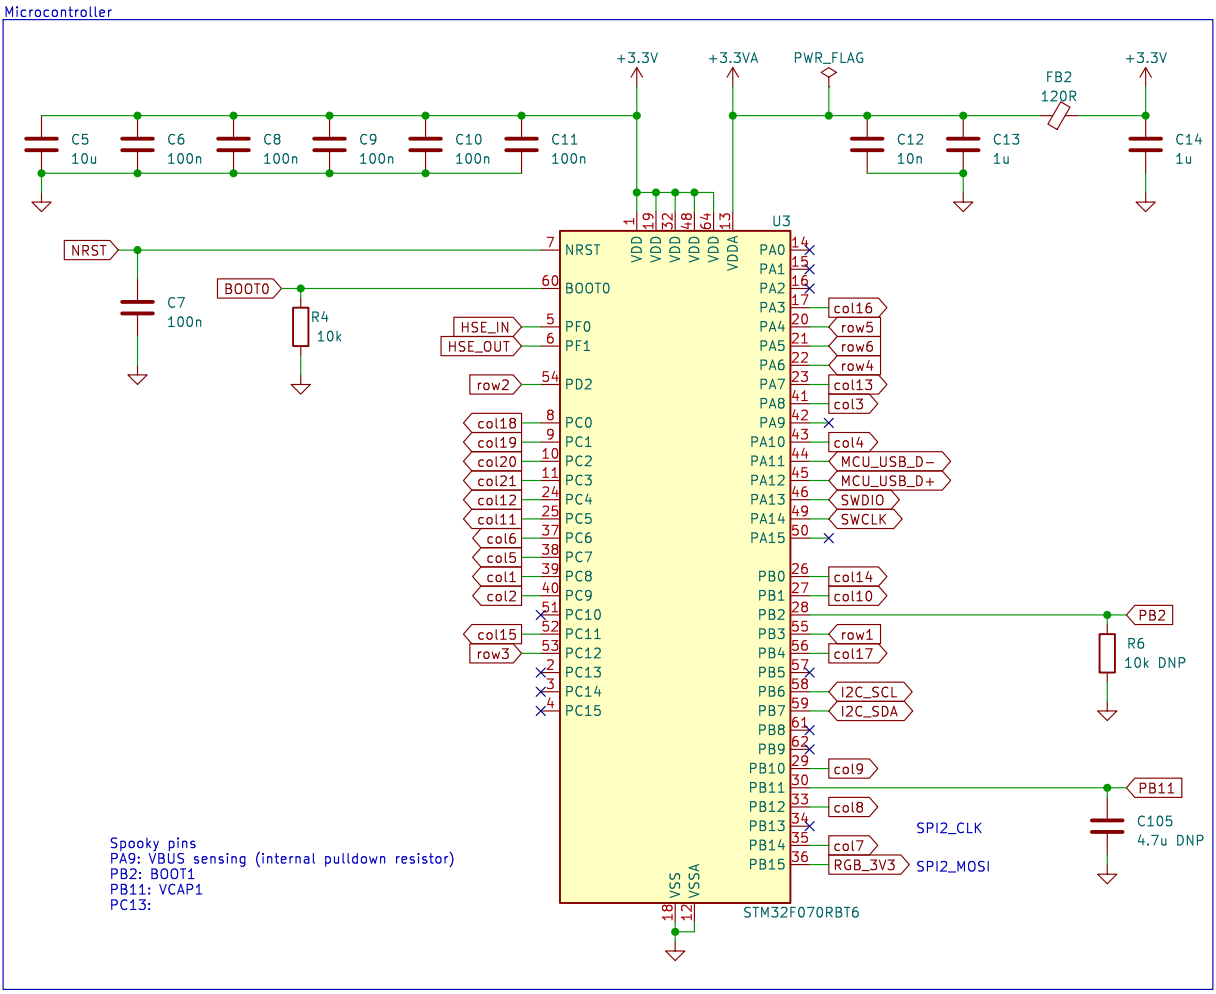 Microcontroller
+3.3V
+3.3VA
PWR_FLAG
+3.3V
FB2
120R
C5
10u
C6
100n
C8
100n
C9
100n
C10
100n
C11
100n
C12
10n
C13
1u
C14
1u
U3
1 19 32 48 64 13
VDD VDD VDD VDD VDD VDDA
NRST 7 NRST
BOOT0 60 BOOT0
C7
100n
R4
10k
HSE_IN 5 PF0
HSE_OUT 6 PF1
row2 54 PD2
col18 8 PC0
col19 9 PC1
col20 10 PC2
col21 11 PC3
col12 24 PC4
col11 25 PC5
col6 37 PC6
col5 38 PC7
col1 39 PC8
col2 40 PC9
51 PC10
col15 52 PC11
row3 53 PC12
2 PC13
3 PC14
4 PC15
PA0 14
PA1 15
PA2 16
PA3 17 col16
PA4 20 row5
PA5 21 row6
PA6 22 row4
PA7 23 col13
PA8 41 col3
PA9 42
PA10 43 col4
PA11 44 MCU_USB_D-
PA12 45 MCU_USB_D+
PA13 46 SWDIO
PA14 49 SWCLK
PA15 50
PB0 26 col14
PB1 27 col10
PB2 28 PB2
PB3 55 row1
PB4 56 col17
PB5 57
PB6 58 I2C_SCL
PB7 59 I2C_SDA
PB8 61
PB9 62
PB10 29 col9
PB11 30 PB11
PB12 33 col8
PB13 34 SPI2_CLK
PB14 35 col7
PB15 36 RGB_3V3 SPI2_MOSI
R6
10k DNP
C105
4.7u DNP
VSS VSSA
18 12
STM32F070RBT6
Spooky pins
PA9: VBUS sensing (internal pulldown resistor)
PB2: BOOT1
PB11: VCAP1
PC13: